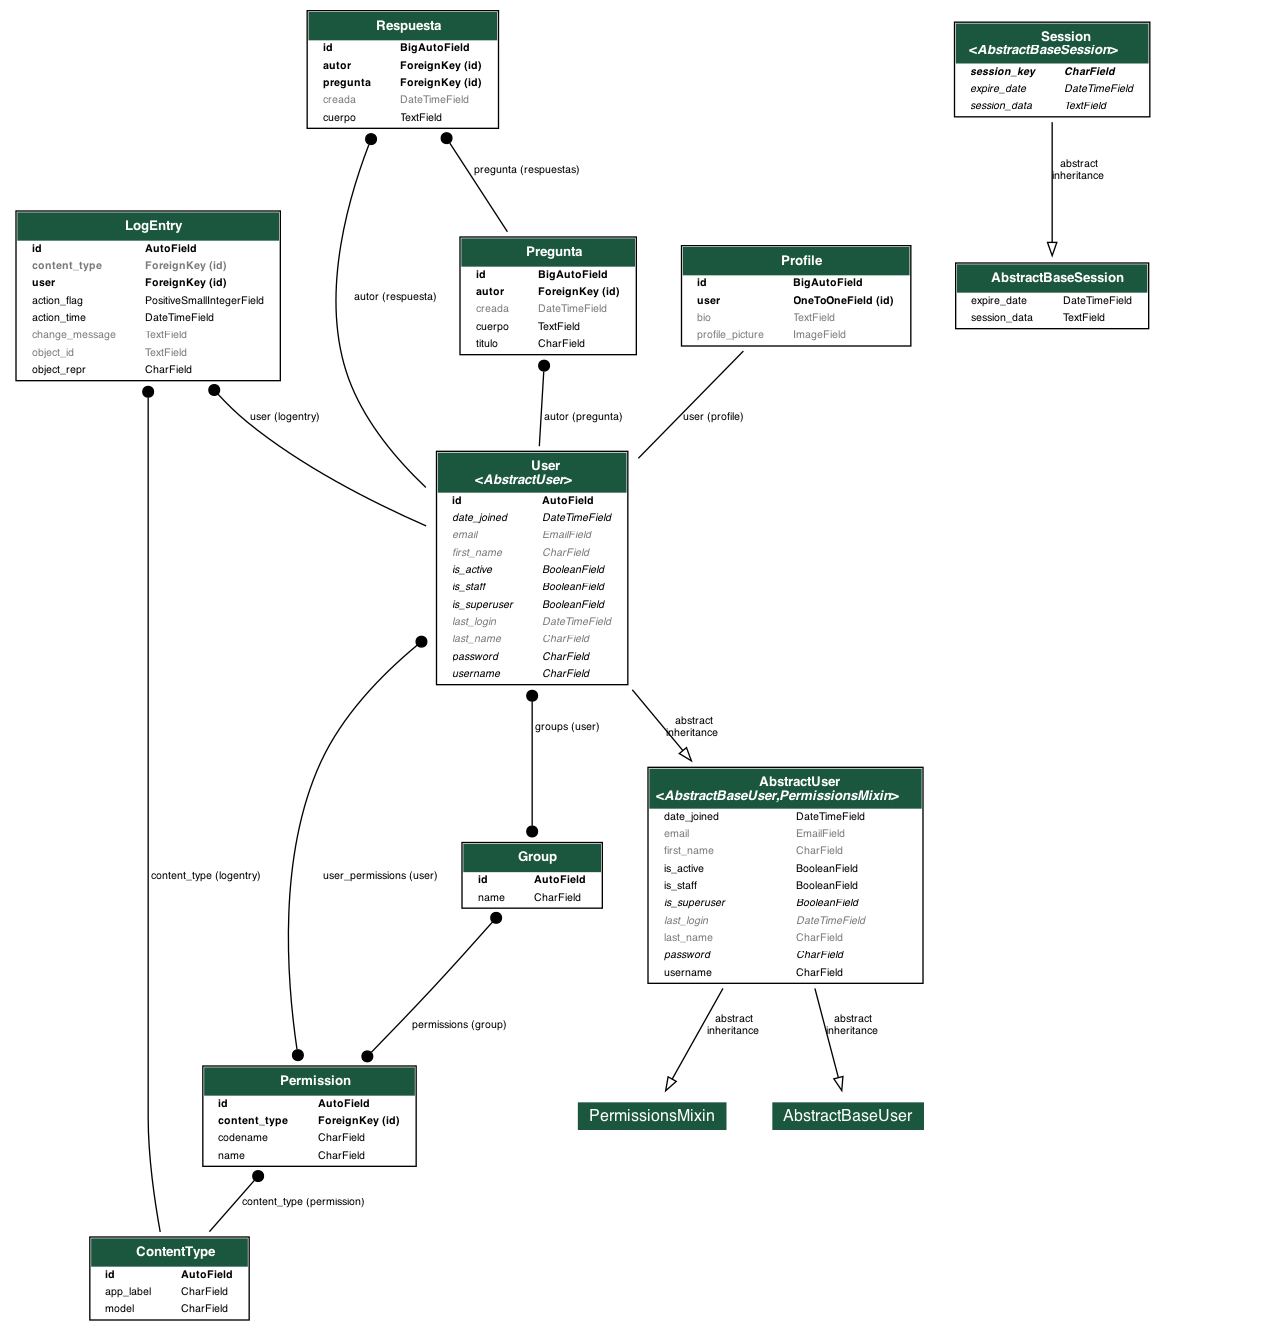 Respuesta
id BigAutoField
autor ForeignKey (id)
pregunta ForeignKey (id)
creada DateTimeField
cuerpo TextField
Session
<AbstractBaseSession>
session_key CharField
expire_date DateTimeField
session_data TextField
abstract
inheritance
pregunta (respuestas)
LogEntry
id AutoField
content_type ForeignKey (id)
user ForeignKey (id)
action_flag PositiveSmallIntegerField
action_time DateTimeField
change_message TextField
object_id TextField
object_repr CharField
autor (respuesta)
Pregunta
id BigAutoField
autor ForeignKey (id)
creada DateTimeField
cuerpo TextField
titulo CharField
Profile
id BigAutoField
user OneToOneField (id)
bio TextField
profile_picture ImageField
AbstractBaseSession
expire_date DateTimeField
session_data TextField
user (logentry)
autor (pregunta)
user (profile)
User
<AbstractUser>
id AutoField
date_joined DateTimeField
email EmailField
first_name CharField
is_active BooleanField
is_staff BooleanField
is_superuser BooleanField
last_login DateTimeField
last_name CharField
password CharField
username CharField
groups (user)
abstract
inheritance
AbstractUser
<AbstractBaseUser,PermissionsMixin>
date_joined DateTimeField
email EmailField
first_name CharField
is_active BooleanField
is_staff BooleanField
is_superuser BooleanField
last_login DateTimeField
last_name CharField
password CharField
username CharField
content_type (logentry)
user_permissions (user)
Group
id AutoField
name CharField
permissions (group)
abstract
inheritance
abstract
inheritance
Permission
id AutoField
content_type ForeignKey (id)
codename CharField
name CharField
PermissionsMixin
AbstractBaseUser
content_type (permission)
ContentType
id AutoField
app_label CharField
model CharField